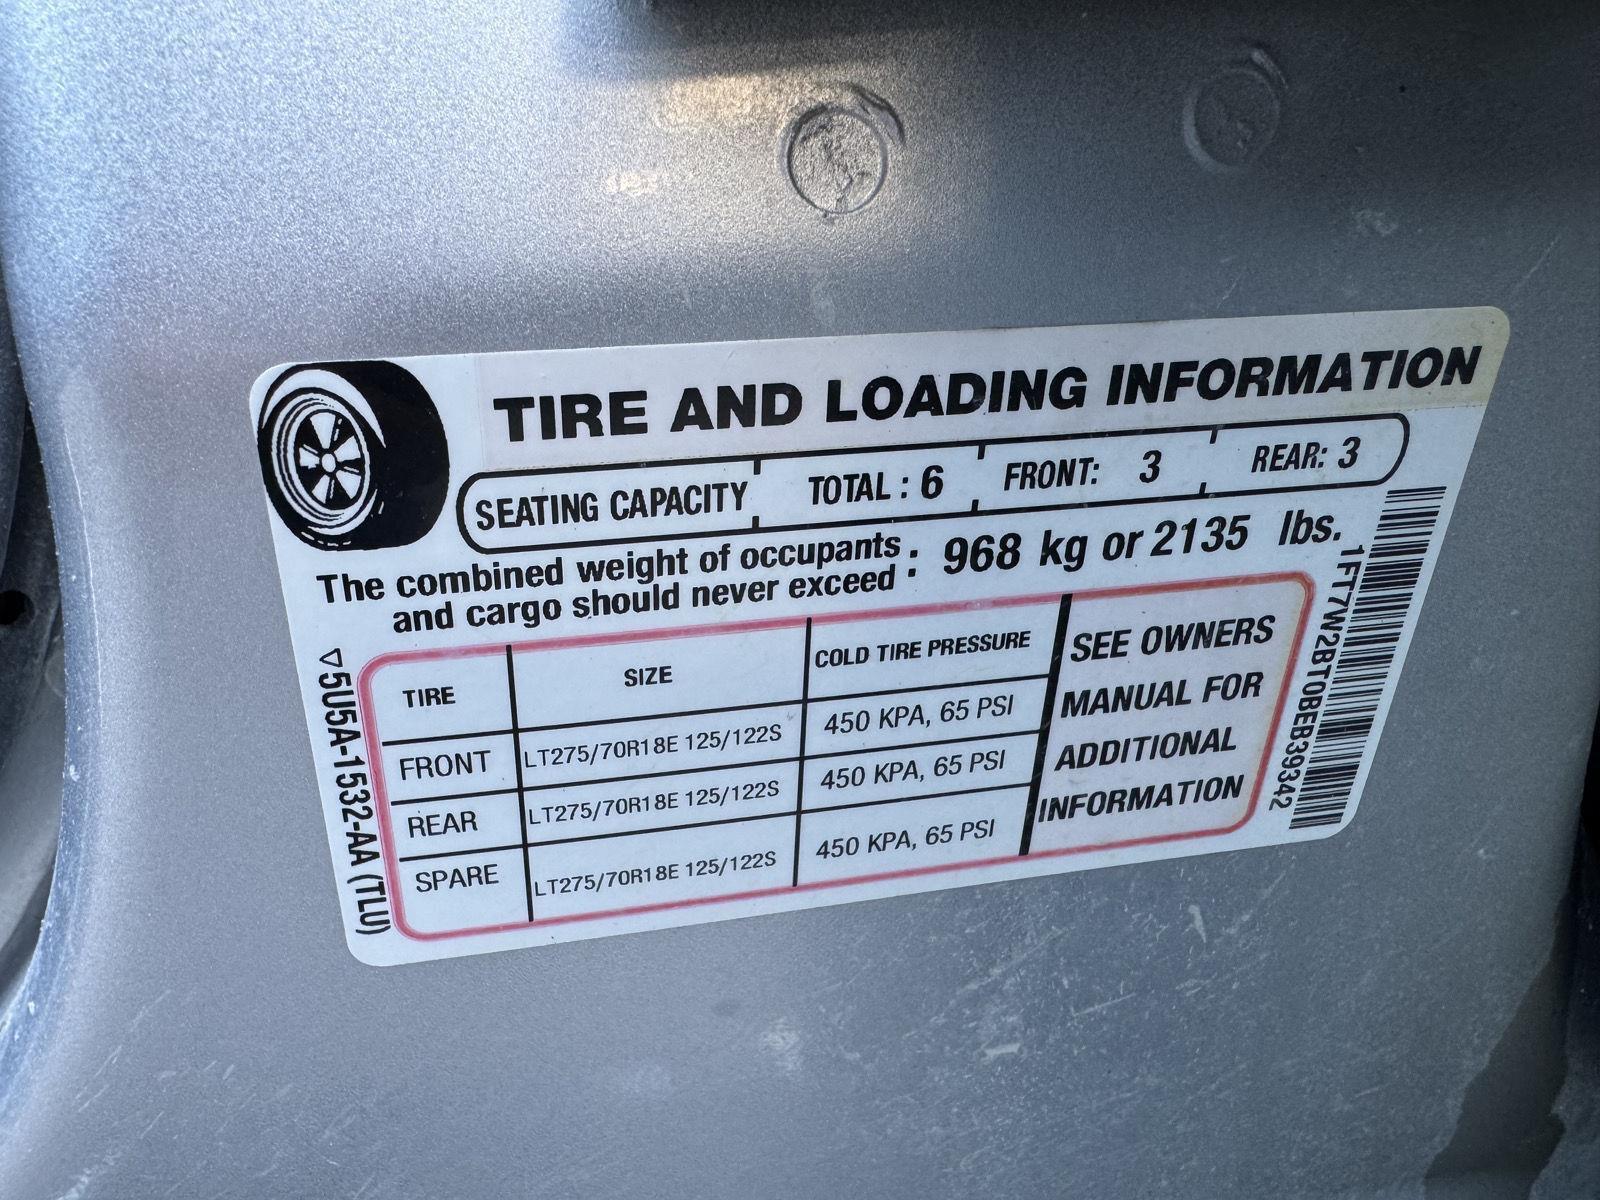 TIRE AND LOADING INFORMATION
SEATING CAPACITY TOTAL : 6 FRONT: 3 REAR: 3
The combined weight of occupants
and cargo should never exceed : 968 kg or 2135 lbs.
TIRE SIZE COLD TIRE PRESSURE
FRONT LT275/70R18E 125/122S 450 KPA, 65 PSI
REAR LT275/70R18E 125/122S 450 KPA, 65 PSI
SPARE LT275/70R18E 125/122S 450 KPA, 65 PSI
SEE OWNERS
MANUAL FOR
ADDITIONAL
INFORMATION
5U5A-1532-AA (TLU)
1FT7W2BT0BEB39342